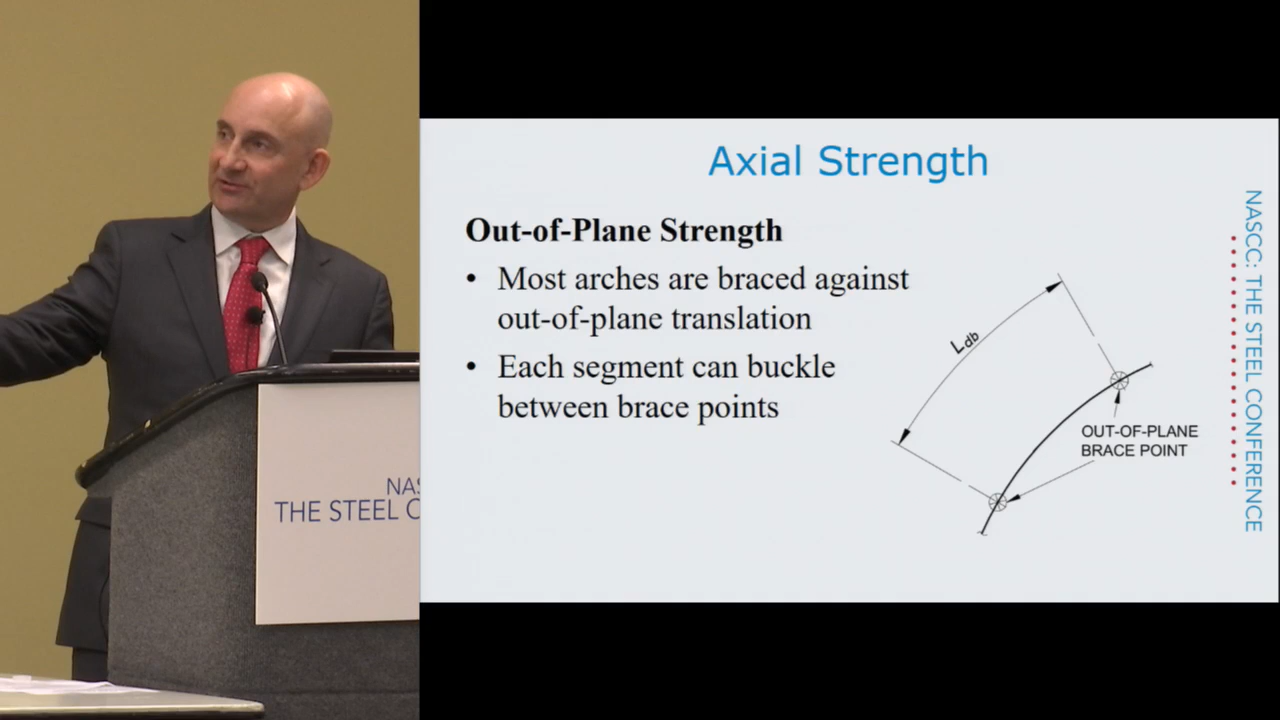 Axial Strength
Out-of-Plane Strength
• Most arches are braced against
out-of-plane translation
• Each segment can buckle
between brace points
Ldb
OUT-OF-PLANE
BRACE POINT
NASCC: THE STEEL CONFERENCE
NAS
THE STEEL C